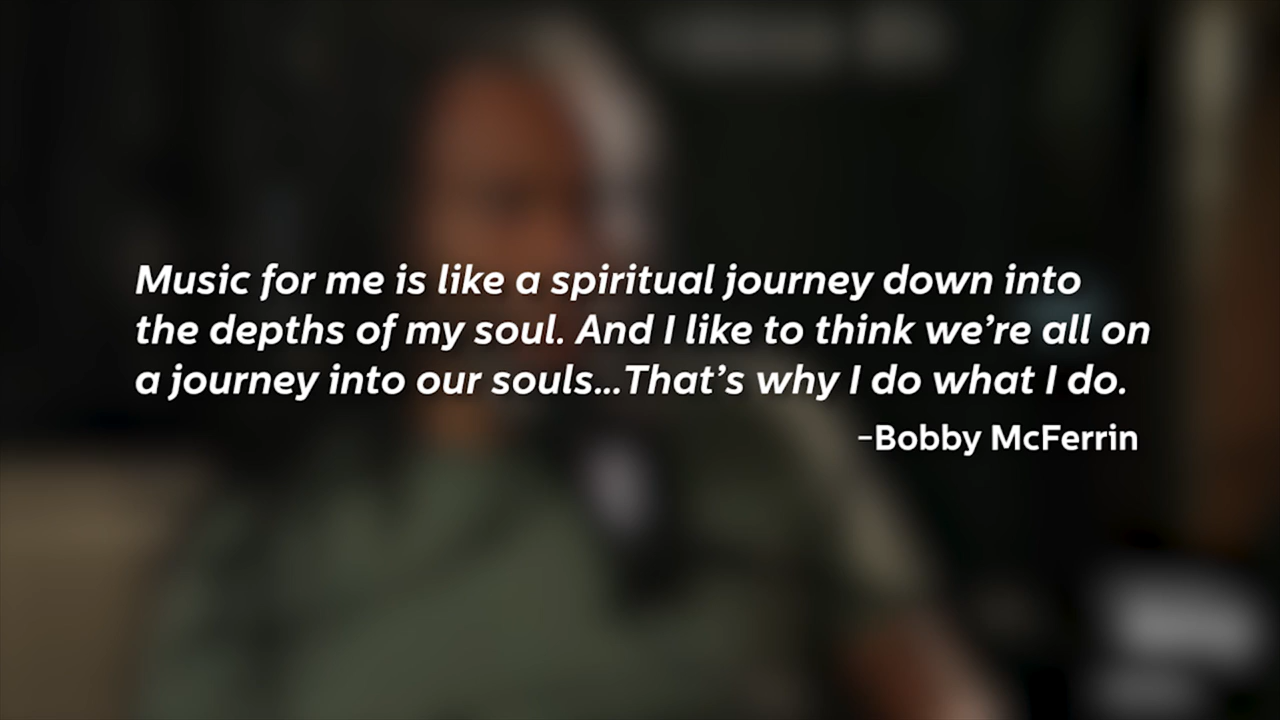 Music for me is like a spiritual journey down into
the depths of my soul. And I like to think we’re all on
a journey into our souls...That’s why I do what I do.
-Bobby McFerrin